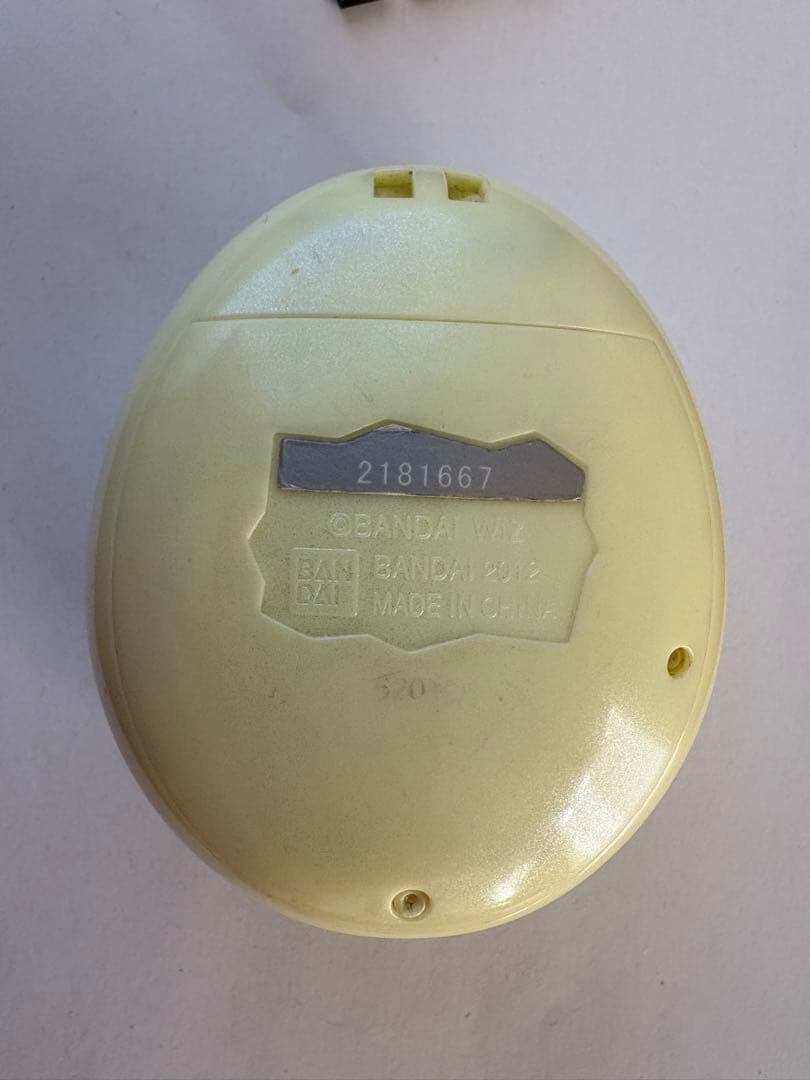 2181667
©BANDAI, WiZ
BAN
DAI
BANDAI 2012
MADE IN CHINA